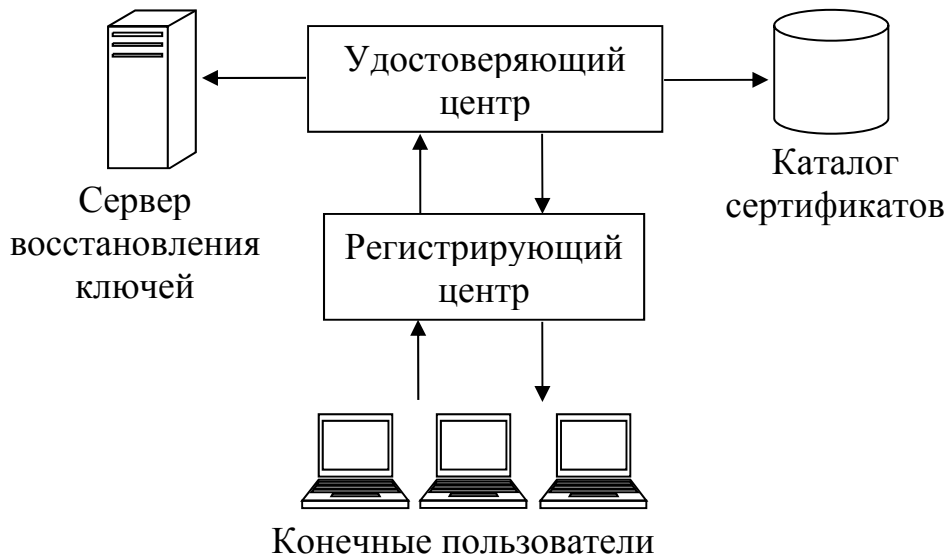 Удостоверяющий
центр
Сервер
восстановления
ключей
Каталог
сертификатов
Регистрирующий
центр
Конечные пользователи